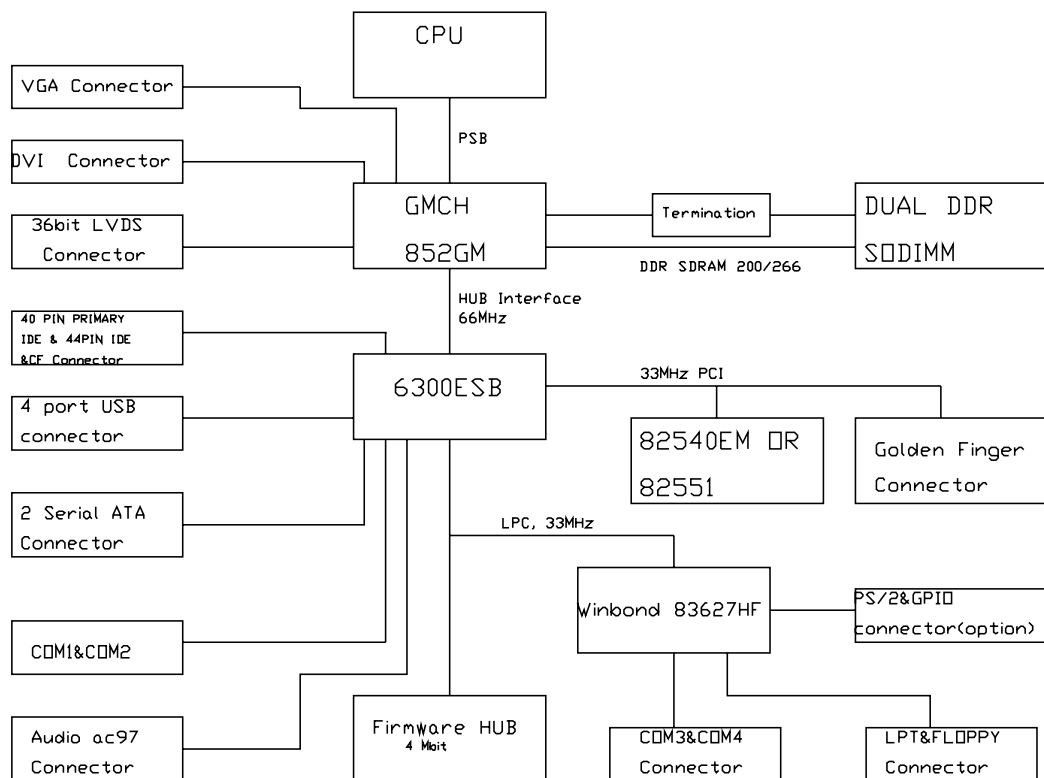 CPU
VGA Connector
PSB
DVI Connector
GMCH
852GM
Termination
DUAL DDR
SODIMM
36bit LVDS
Connector
DDR SDRAM 200/266
HUB Interface
66MHz
40 PIN PRIMARY
IDE & 44PIN IDE
&CF Connector
6300ESB
33MHz PCI
4 port USB
connector
82540EM OR
82551
Golden Finger
Connector
2 Serial ATA
Connector
LPC, 33MHz
Winbond 83627HF
PS/2&GPIO
connector(option)
COM1&COM2
Audio ac97
Connector
Firmware HUB
4 Mbit
COM3&COM4
Connector
LPT&FLOPPY
Connector